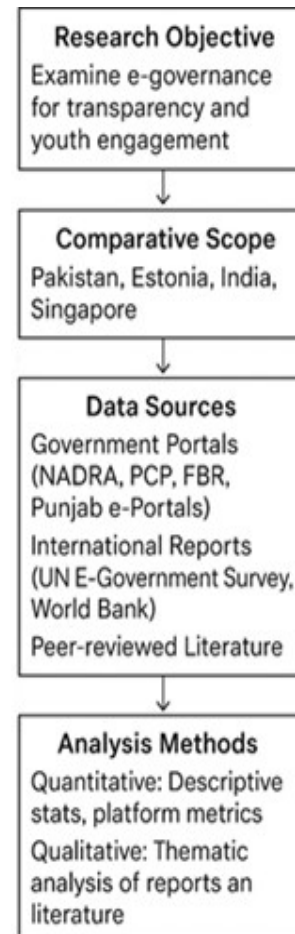 Research Objective
Examine e-governance
for transparency and
youth engagement
Comparative Scope
Pakistan, Estonia, India,
Singapore
Data Sources
Government Portals
(NADRA, PCP, FBR,
Punjab e-Portals)
International Reports
(UN E-Government Survey,
World Bank)
Peer-reviewed Literature
Analysis Methods
Quantitative: Descriptive
stats, platform metrics
Qualitative: Thematic
analysis of reports an
literature